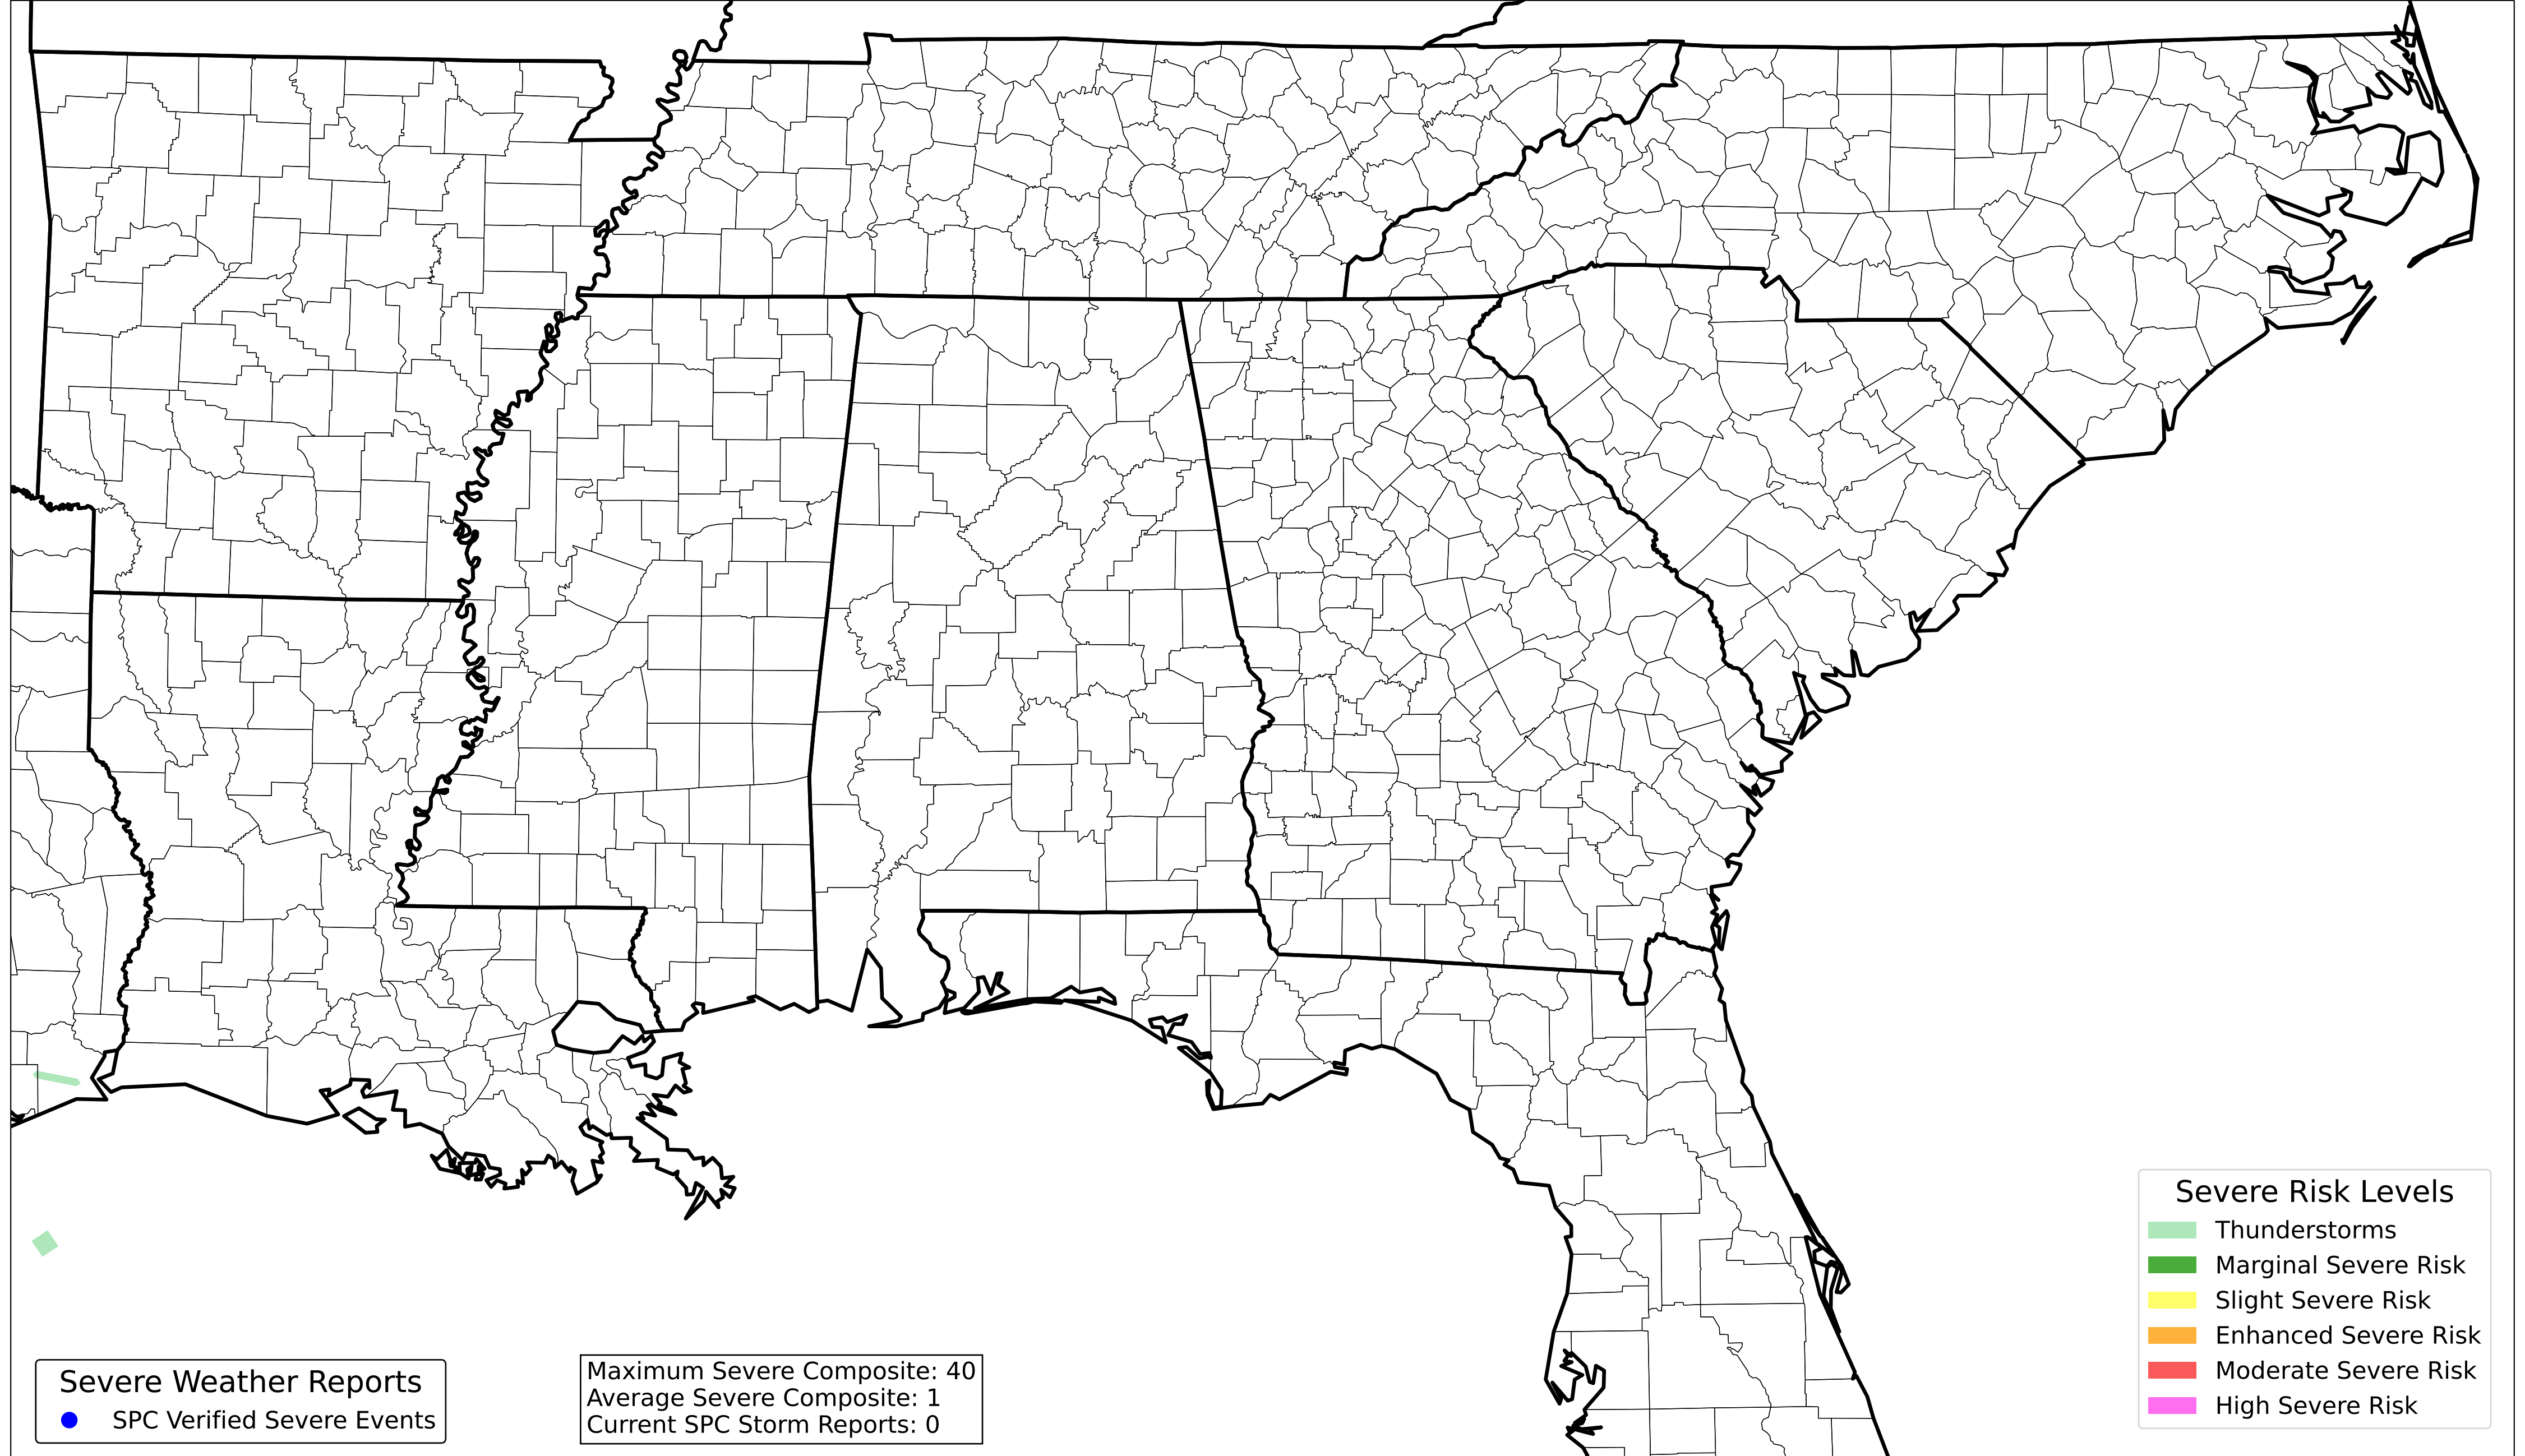 Severe Weather Reports
SPC Verified Severe Events
Maximum Severe Composite: 40
Average Severe Composite: 1
Current SPC Storm Reports: 0
Severe Risk Levels
Thunderstorms
Marginal Severe Risk
Slight Severe Risk
Enhanced Severe Risk
Moderate Severe Risk
High Severe Risk